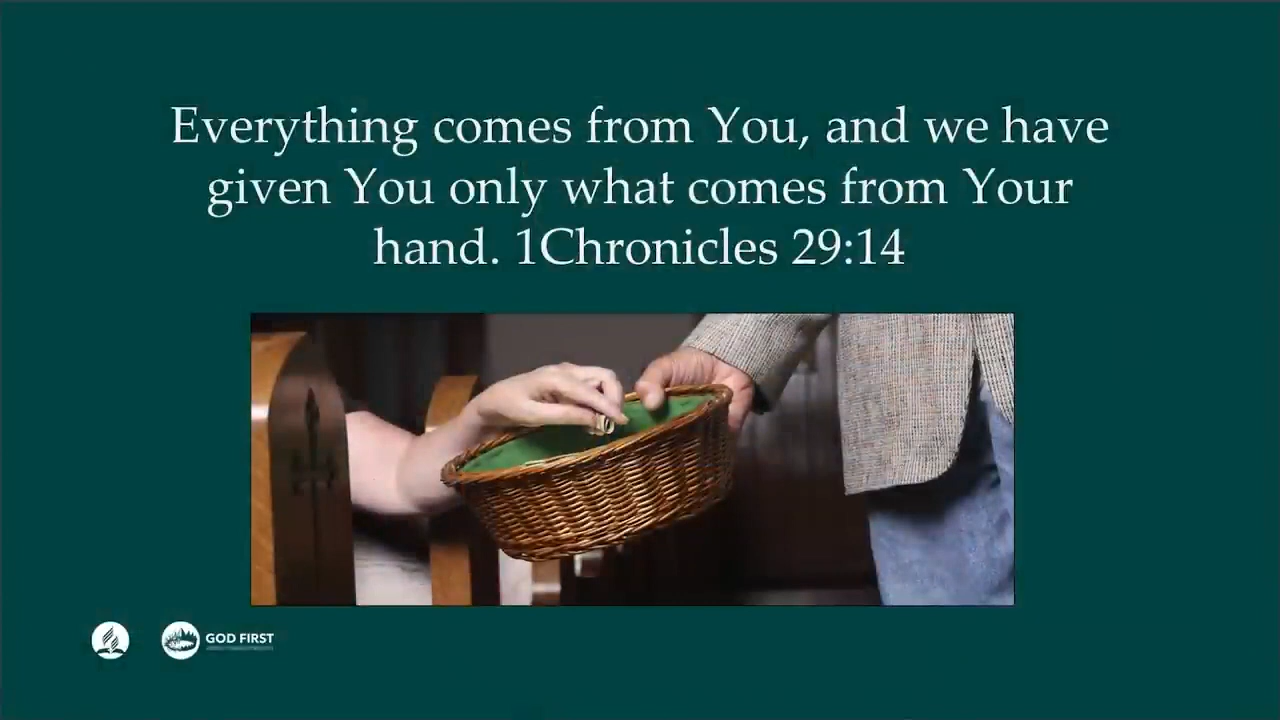 Everything comes from You, and we have
given You only what comes from Your
hand. 1Chronicles 29:14
GOD FIRST